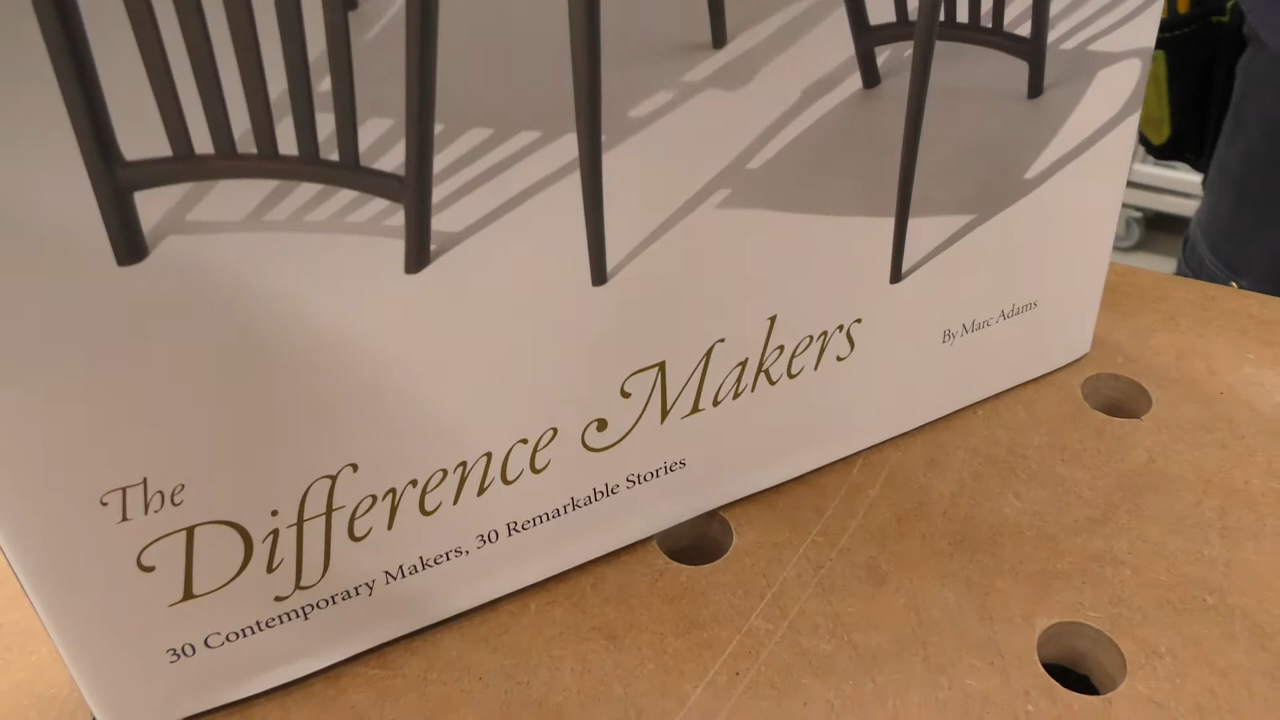 The
Difference Makers
30 Contemporary Makers, 30 Remarkable Stories
By Marc Adams